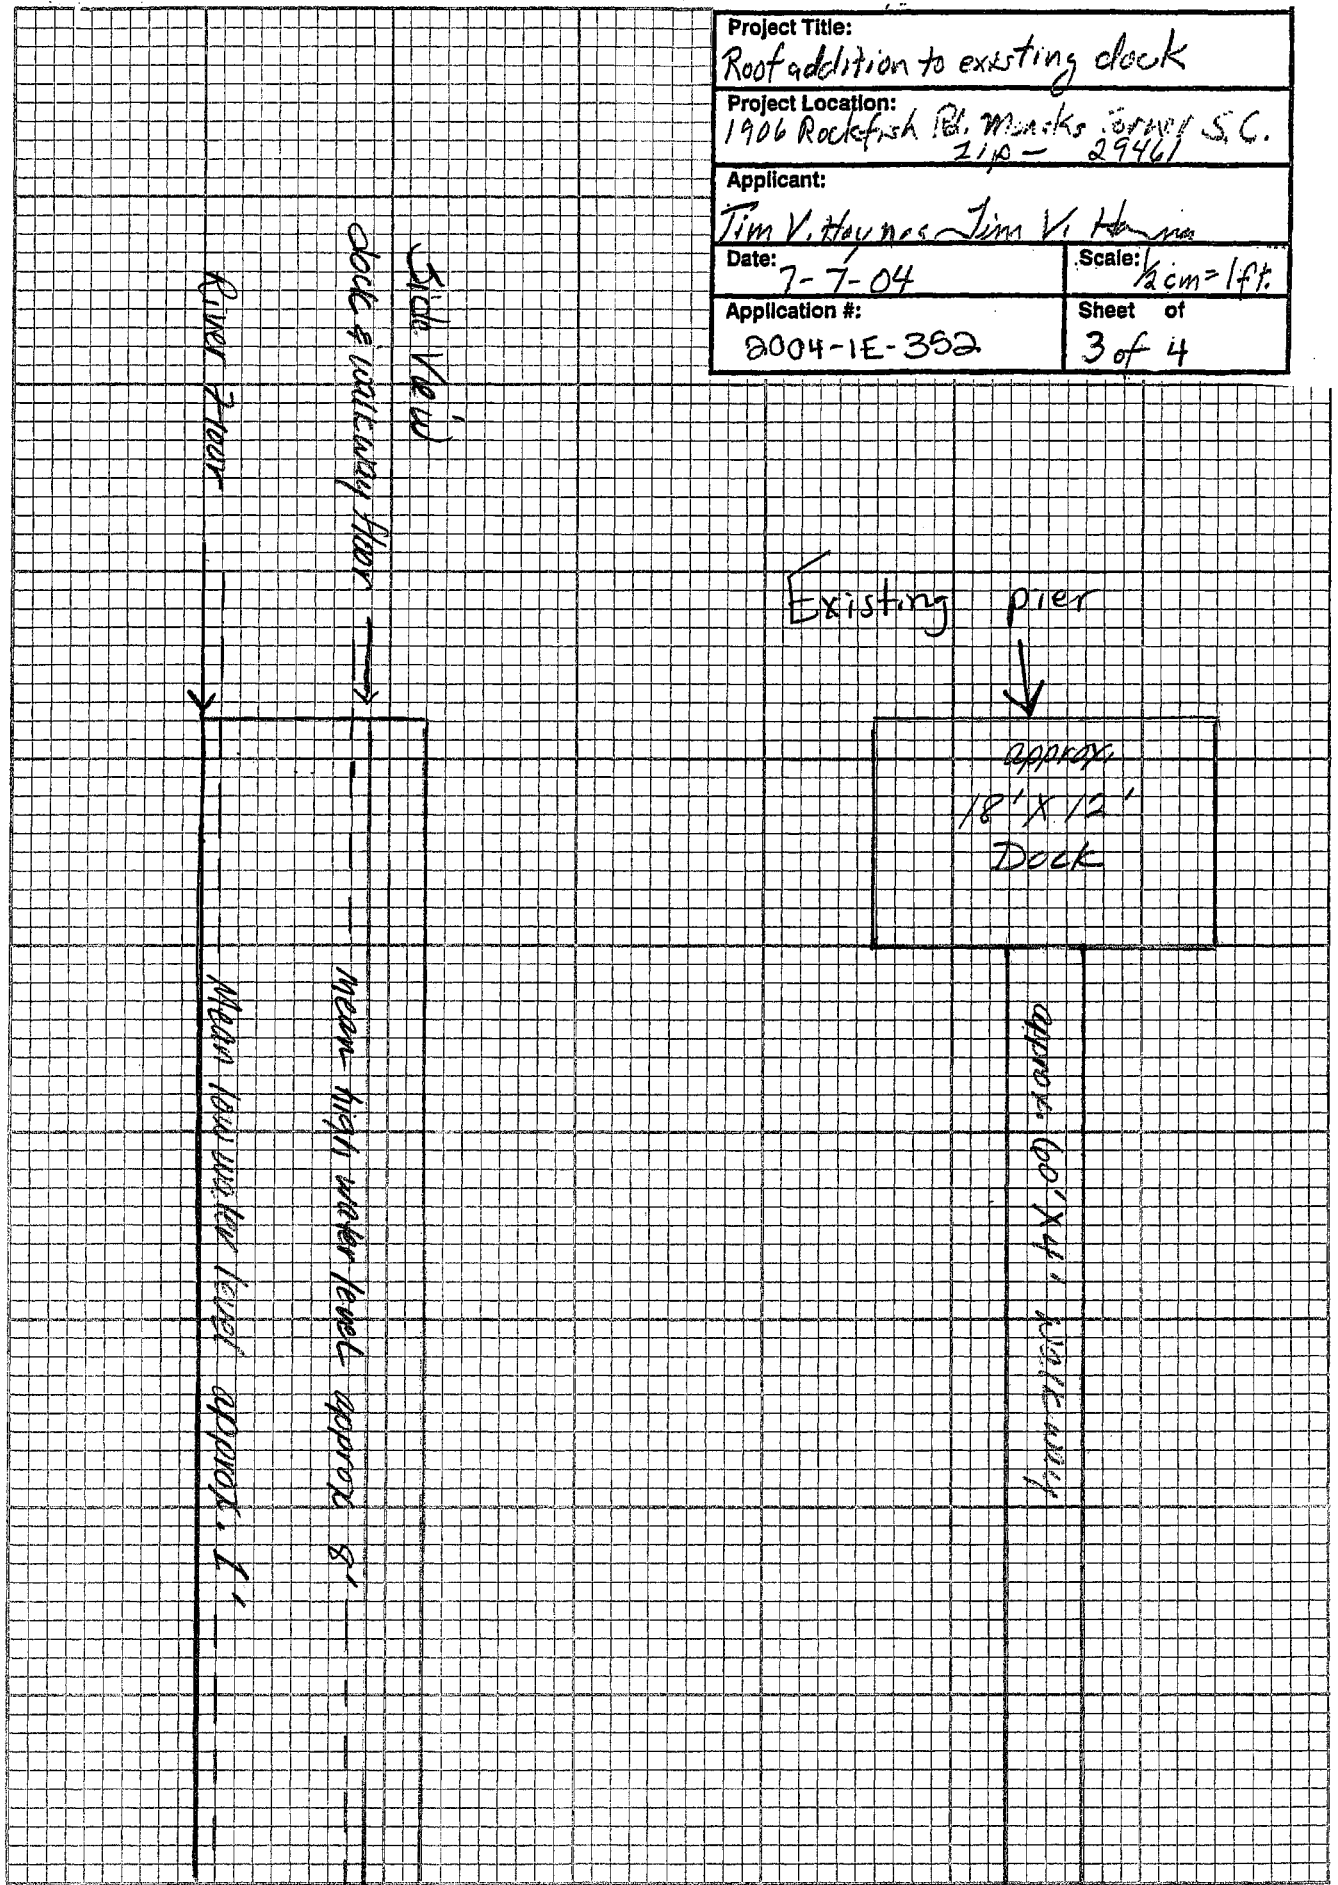 Project Title:
Roof addition to existing dock
Project Location:
1906 Rockfish Rd. Moncks Corner S.C.
Zip - 29461
Applicant:
Tim V. Haynes Tim V. Haynes
Date: 7-7-04
Scale: 1/2 cm = 1 ft.
Application #:
2004-1E-352
Sheet of
3 of 4
Side View
dock & walkway floor
River Floor
Existing pier
approx.
18' X 12'
Dock
approx. 60' X 4' walkway
mean high water level approx 8'
Mean low water level approx. 1'